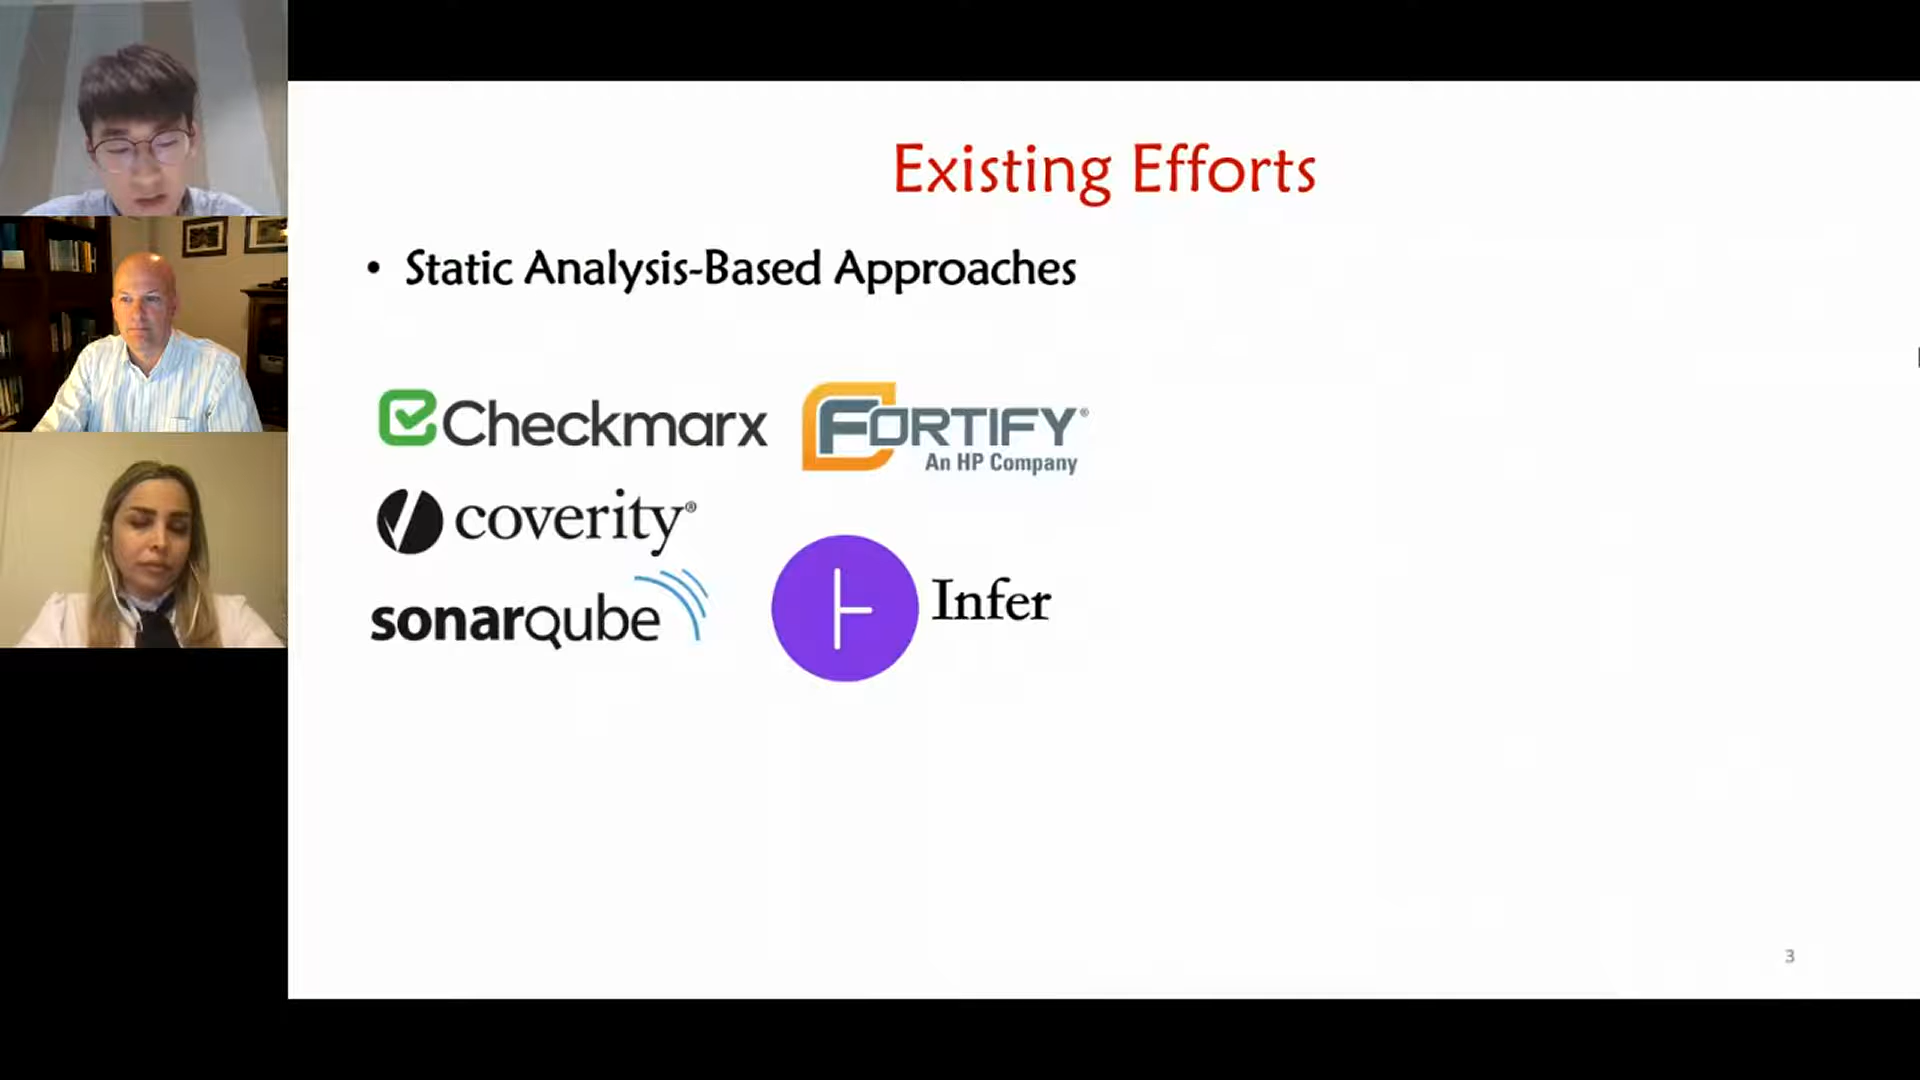 Existing Efforts
• Static Analysis-Based Approaches
Checkmarx
FORTIFY®
An HP Company
coverity®
sonarqube
Infer
3